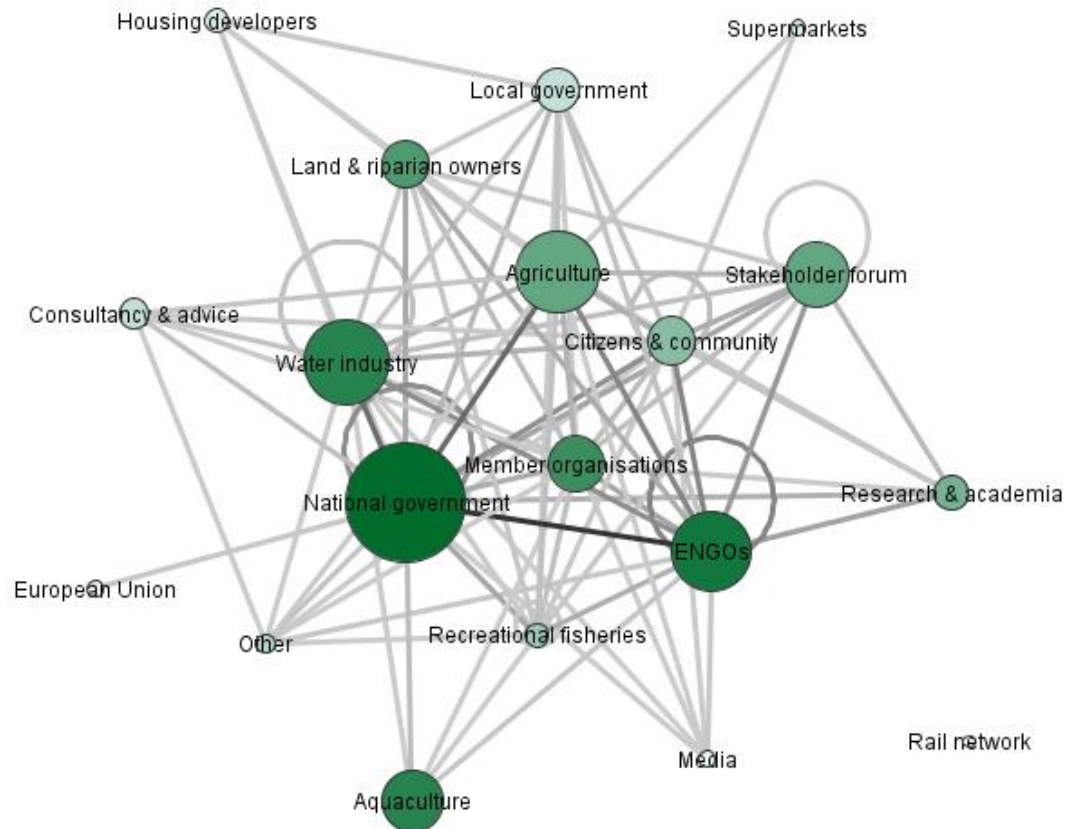 Housing developers
Supermarkets
Local government
Land & riparian owners
Agriculture
Stakeholder forum
Consultancy & advice
Citizens & community
Water industry
Member organisations
Research & academia
National government
ENGOs
European Union
Other
Recreational fisheries
Rail network
Media
Aquaculture